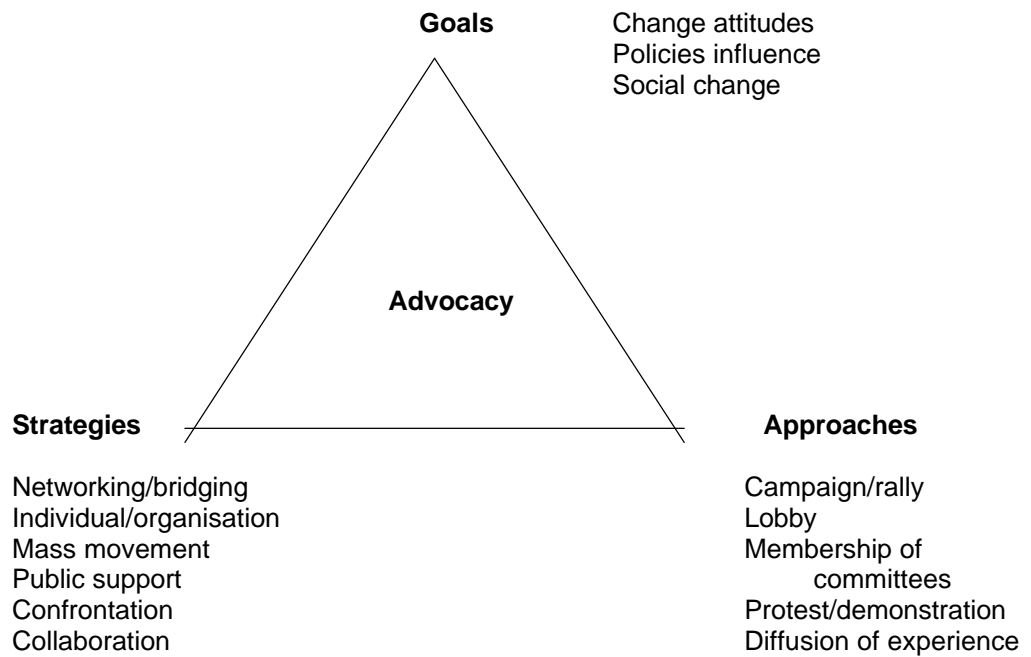 Goals
Change attitudes
Policies influence
Social change
Advocacy
Strategies
Networking/bridging
Individual/organisation
Mass movement
Public support
Confrontation
Collaboration
Approaches
Campaign/rally
Lobby
Membership of
committees
Protest/demonstration
Diffusion of experience